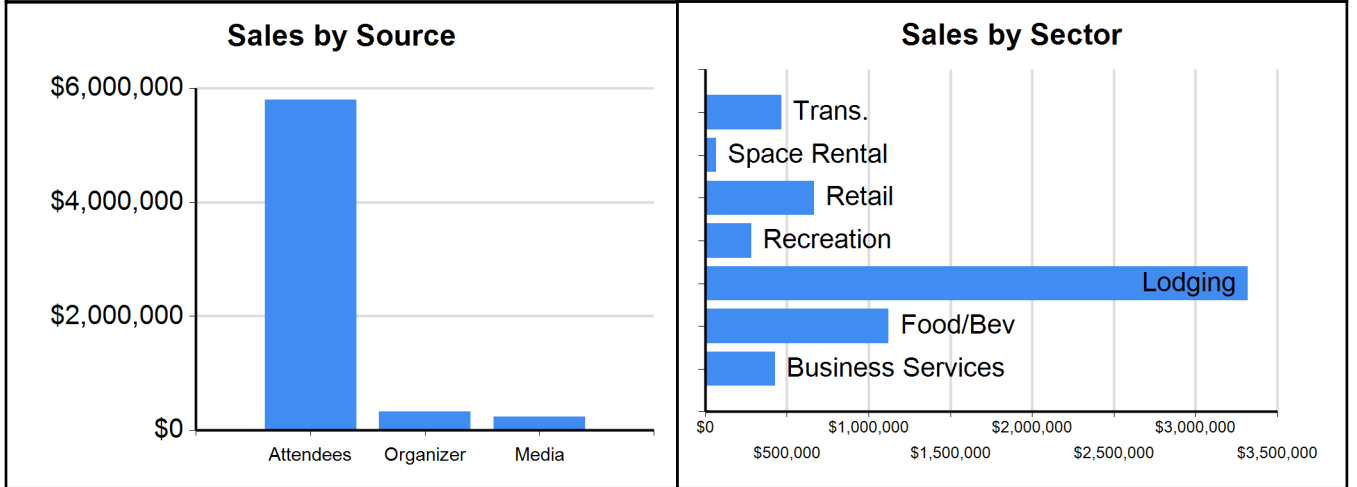 Sales by Source
$6,000,000
$4,000,000
$2,000,000
$0
Attendees Organizer Media
Sales by Sector
Trans.
Space Rental
Retail
Recreation
Lodging
Food/Bev
Business Services
$0 $1,000,000 $2,000,000 $3,000,000
$500,000 $1,500,000 $2,500,000 $3,500,000